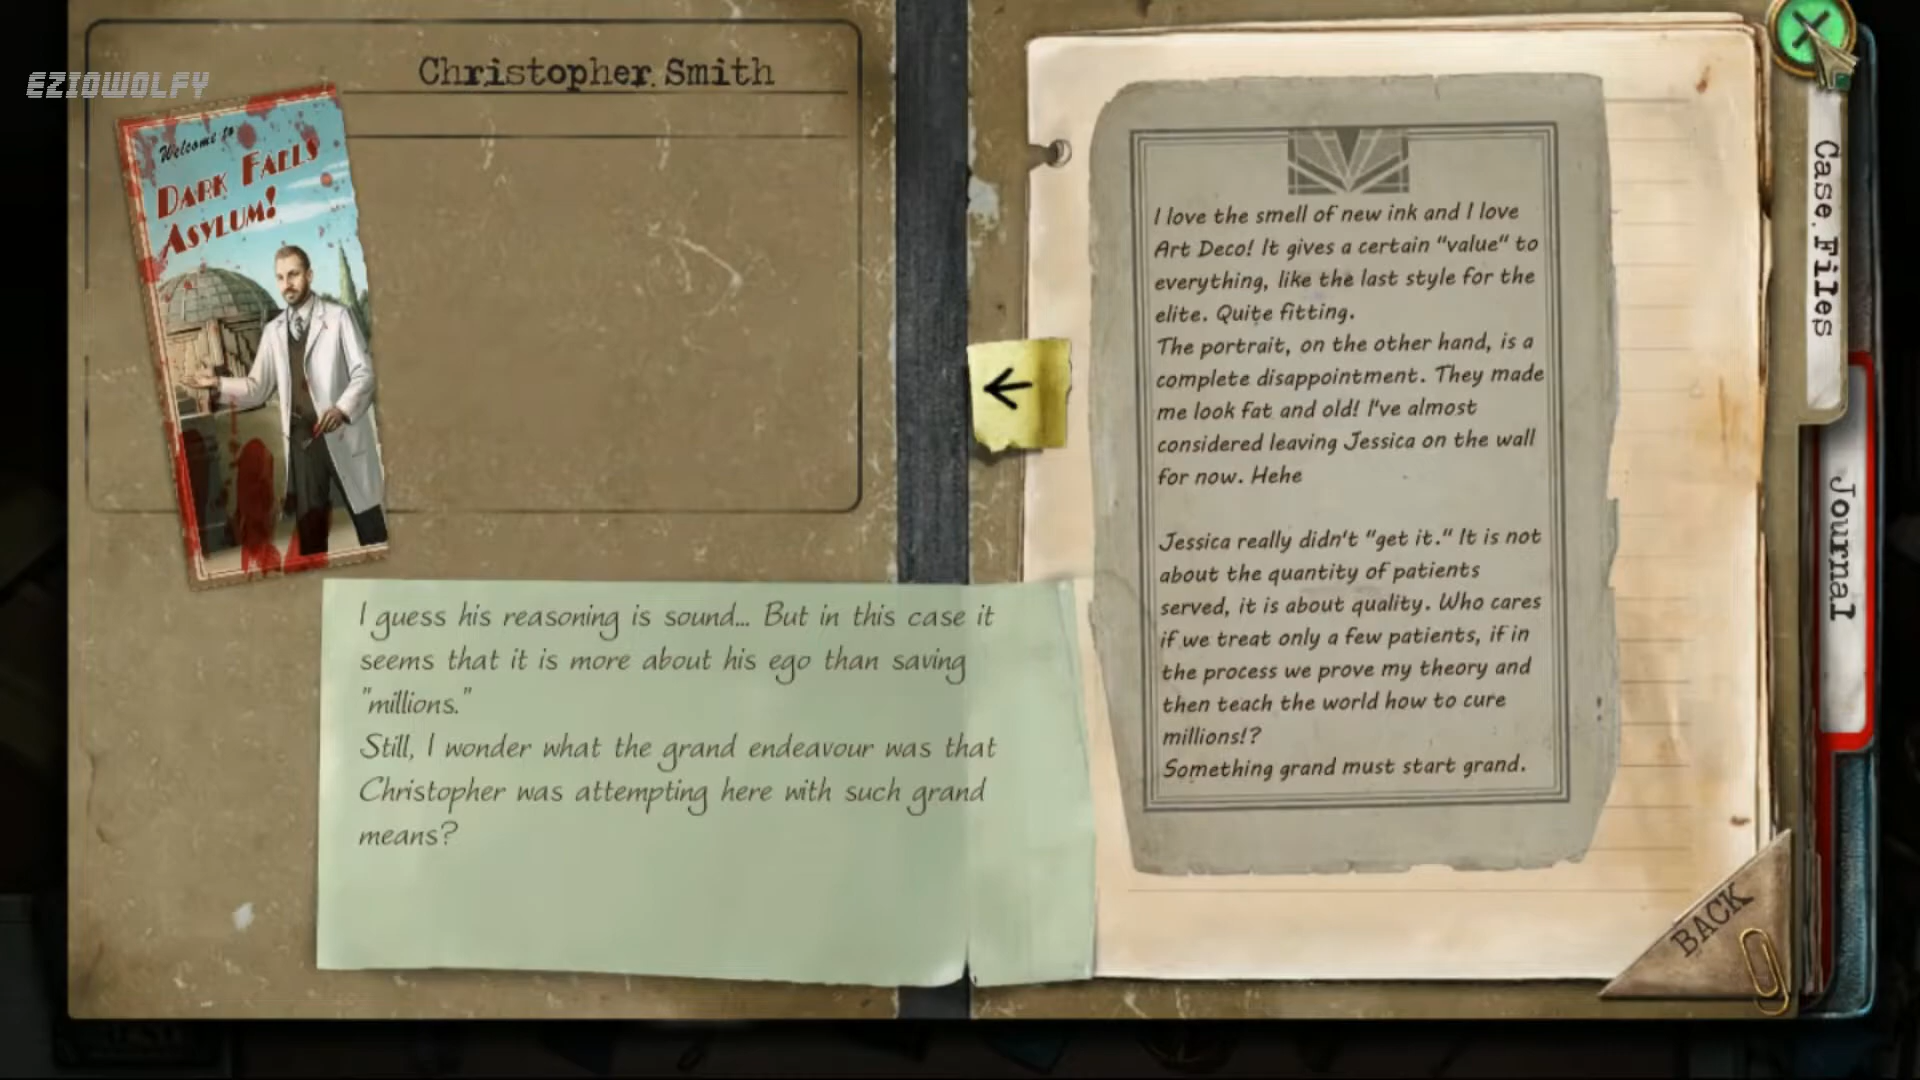 EZIOWOLFY
Christopher Smith
Welcome to
DARK FALLS
ASYLUM!
I guess his reasoning is sound... But in this case it
seems that it is more about his ego than saving
"millions."
Still, I wonder what the grand endeavour was that
Christopher was attempting here with such grand
means?
I love the smell of new ink and I love
Art Deco! It gives a certain "value" to
everything, like the last style for the
elite. Quite fitting.
The portrait, on the other hand, is a
complete disappointment. They made
me look fat and old! I've almost
considered leaving Jessica on the wall
for now. Hehe
Jessica really didn't "get it." It is not
about the quantity of patients
served, it is about quality. Who cares
if we treat only a few patients, if in
the process we prove my theory and
then teach the world how to cure
millions!?
Something grand must start grand.
Case Files
Journal
BACK